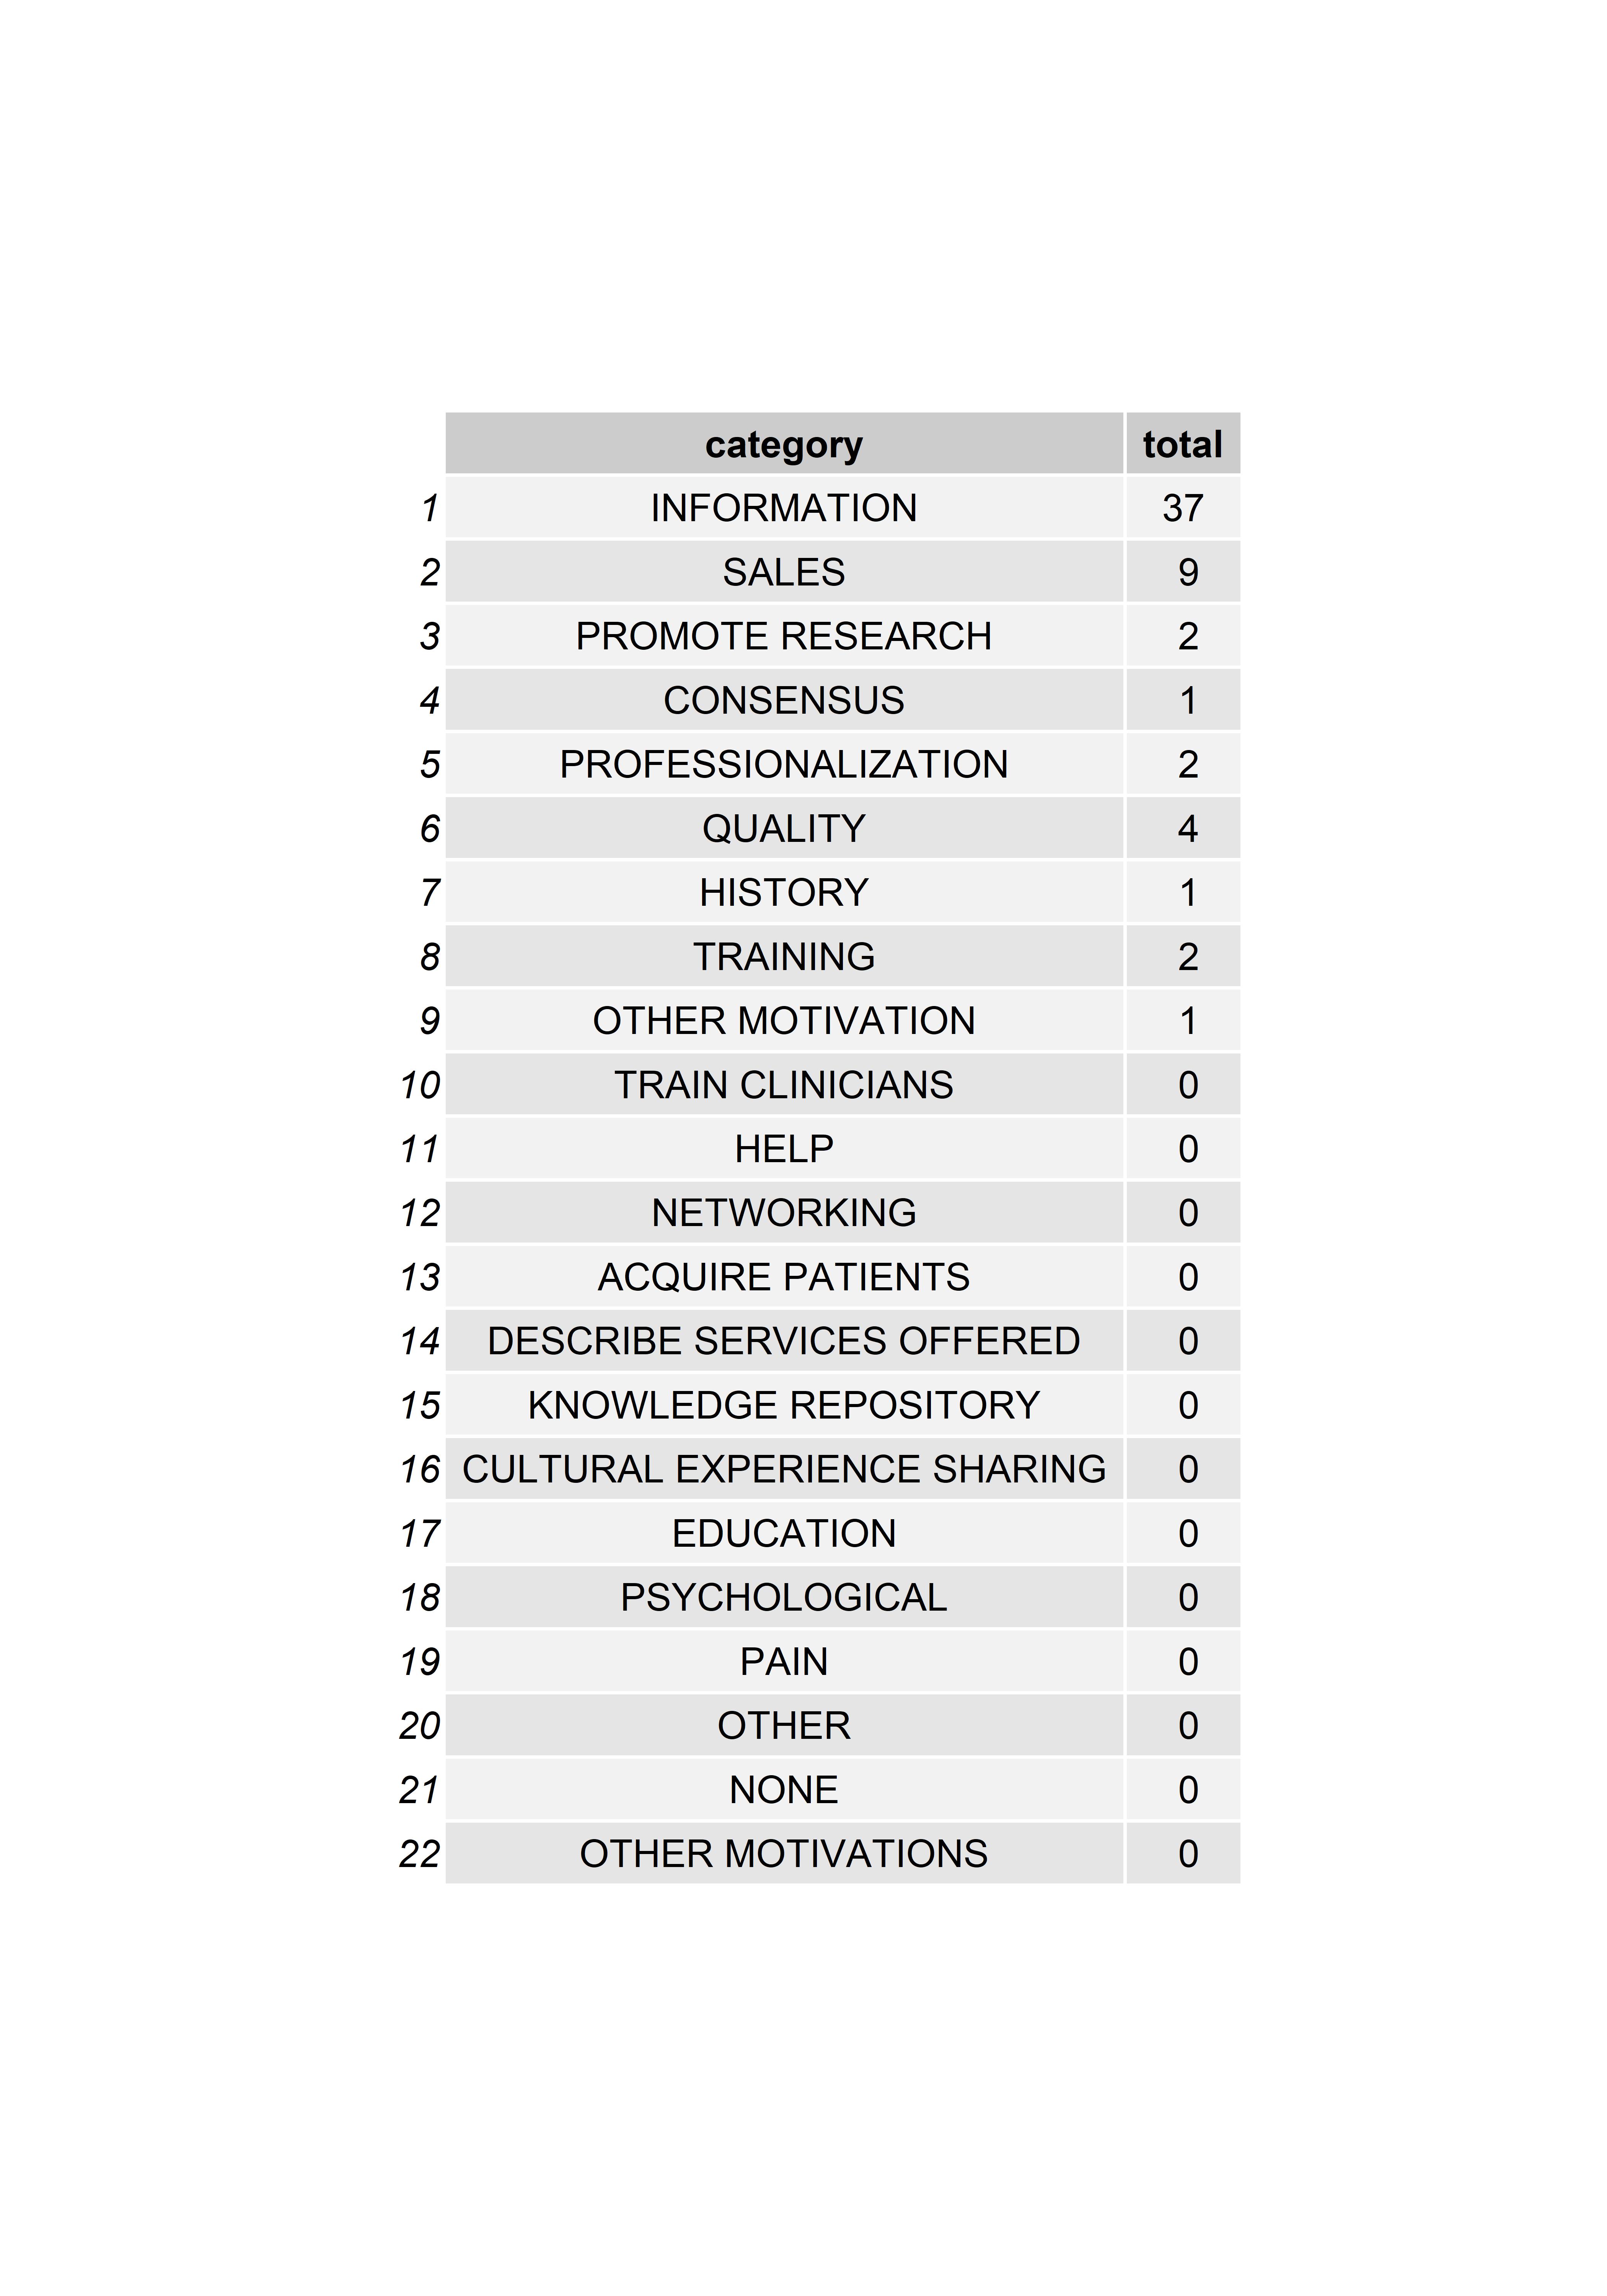 category total
1 INFORMATION 37
2 SALES 9
3 PROMOTE RESEARCH 2
4 CONSENSUS 1
5 PROFESSIONALIZATION 2
6 QUALITY 4
7 HISTORY 1
8 TRAINING 2
9 OTHER MOTIVATION 1
10 TRAIN CLINICIANS 0
11 HELP 0
12 NETWORKING 0
13 ACQUIRE PATIENTS 0
14 DESCRIBE SERVICES OFFERED 0
15 KNOWLEDGE REPOSITORY 0
16 CULTURAL EXPERIENCE SHARING 0
17 EDUCATION 0
18 PSYCHOLOGICAL 0
19 PAIN 0
20 OTHER 0
21 NONE 0
22 OTHER MOTIVATIONS 0